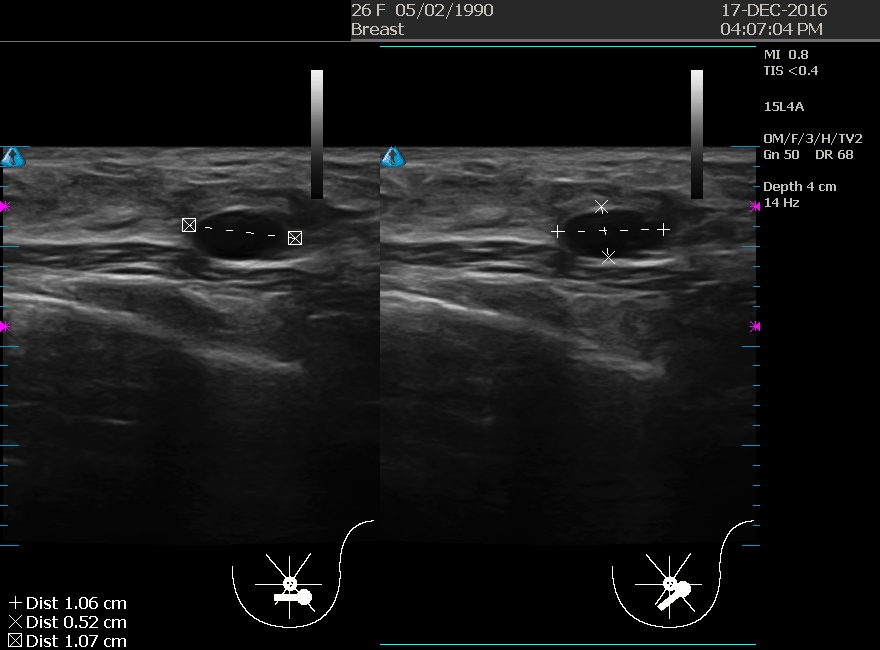 26 F 05/02/1990 17-DEC-2016
Breast 04:07:04 PM
MI 0.8
TIS <0.4
15L4A
OM/F/3/H/TV2
Gn 50 DR 68
Depth 4 cm
14 Hz
Dist 1.06 cm
Dist 0.52 cm
Dist 1.07 cm